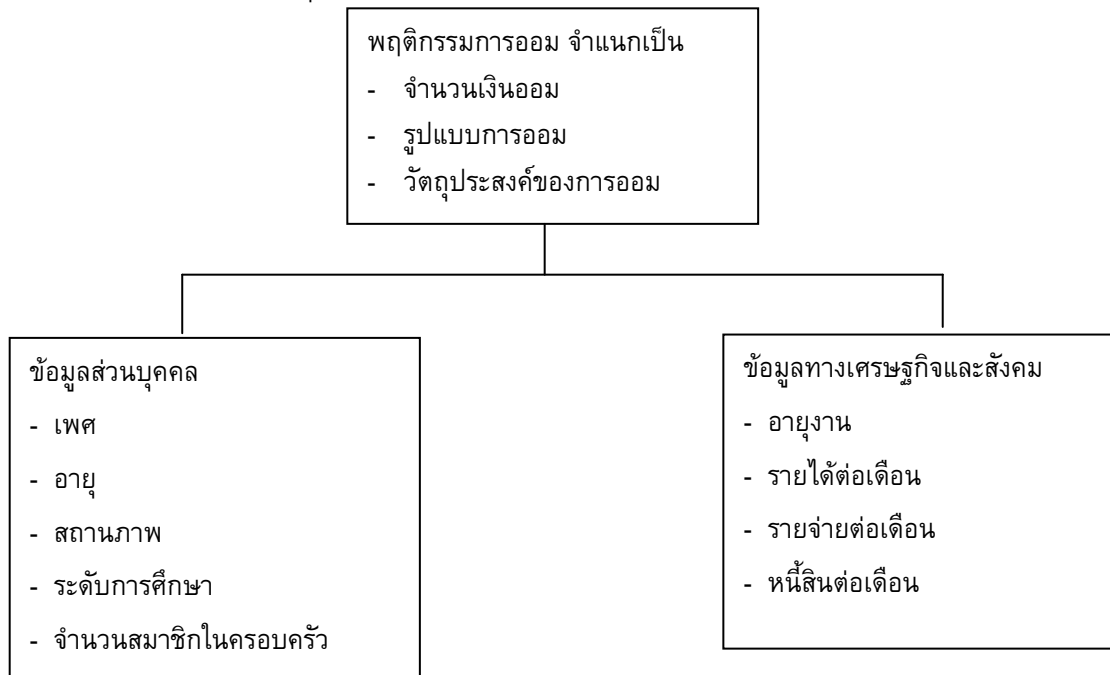 พฤติกรรมการออม จำแนกเป็น
- จำนวนเงินออม
- รูปแบบการออม
- วัตถุประสงค์ของการออม
ข้อมูลส่วนบุคคล
- เพศ
- อายุ
- สถานภาพ
- ระดับการศึกษา
- จำนวนสมาชิกในครอบครัว
ข้อมูลทางเศรษฐกิจและสังคม
- อายุงาน
- รายได้ต่อเดือน
- รายจ่ายต่อเดือน
- หนี้สินต่อเดือน